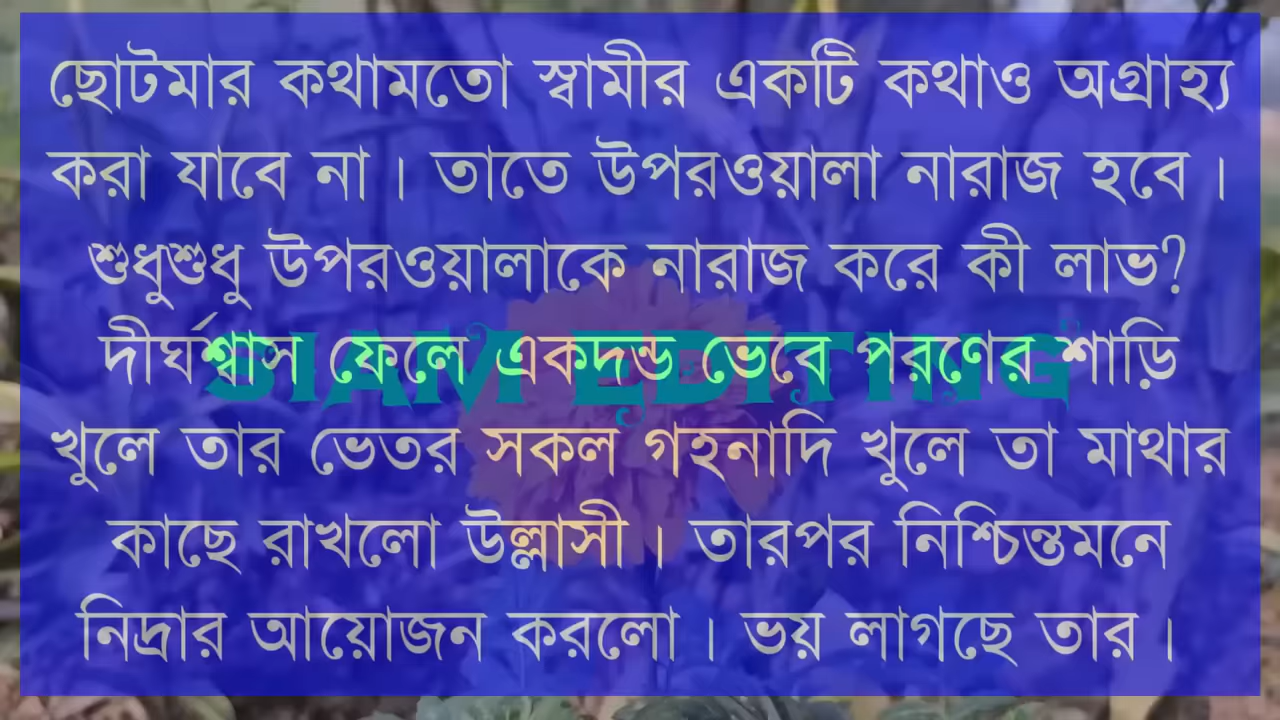 ছোটমার কথামতো স্বামীর একটি কথাও অগ্রাহ্য
করা যাবে না। তাতে উপরওয়ালা নারাজ হবে।
শুধুশুধু উপরওয়ালাকে নারাজ করে কী লাভ?
দীর্ঘশ্বাস ফেলে একদন্ড ভেবে পরণের শাড়ি
SIAM EDITING
খুলে তার ভেতর সকল গহনাদি খুলে তা মাথার
কাছে রাখলো উল্লাসী। তারপর নিশ্চিন্তমনে
নিদ্রার আয়োজন করলো। ভয় লাগছে তার।